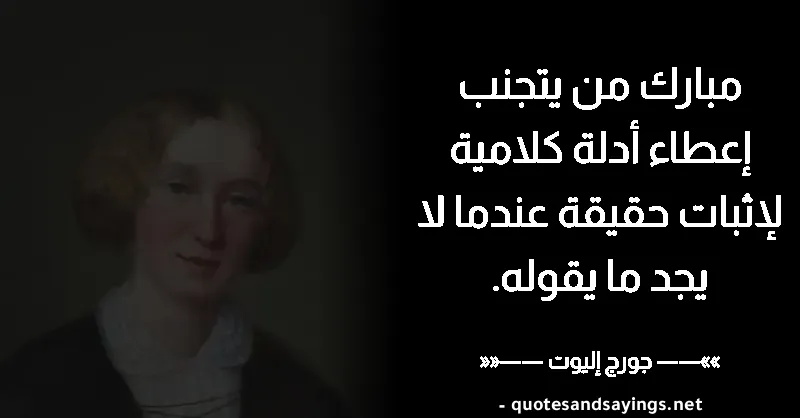 مبارك من يتجنب
إعطاء أدلة كلامية
لإثبات حقيقة عندما لا
يجد ما يقوله.
»»—— جورج إليوت ——««
- quotesandsayings.net